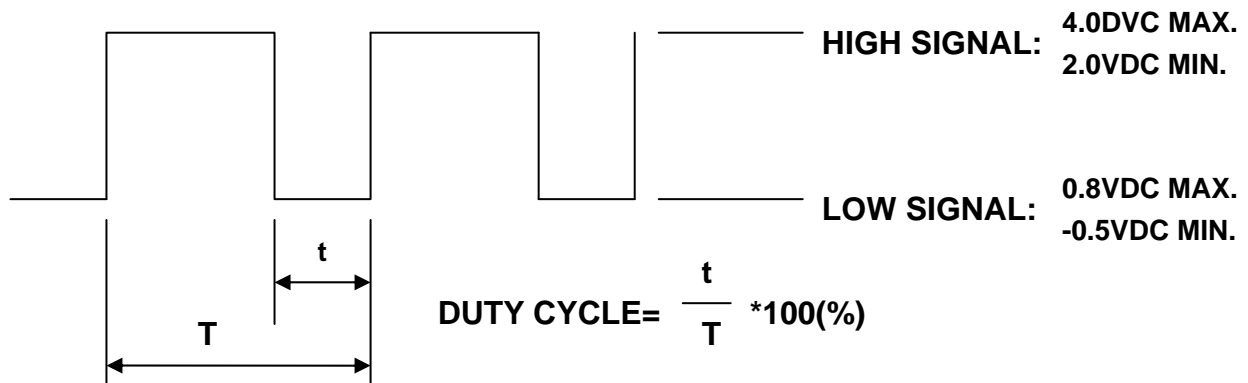 HIGH SIGNAL: 4.0DVC MAX.
2.0VDC MIN.
LOW SIGNAL: 0.8VDC MAX.
-0.5VDC MIN.
t
T
DUTY CYCLE= t
T *100(%)